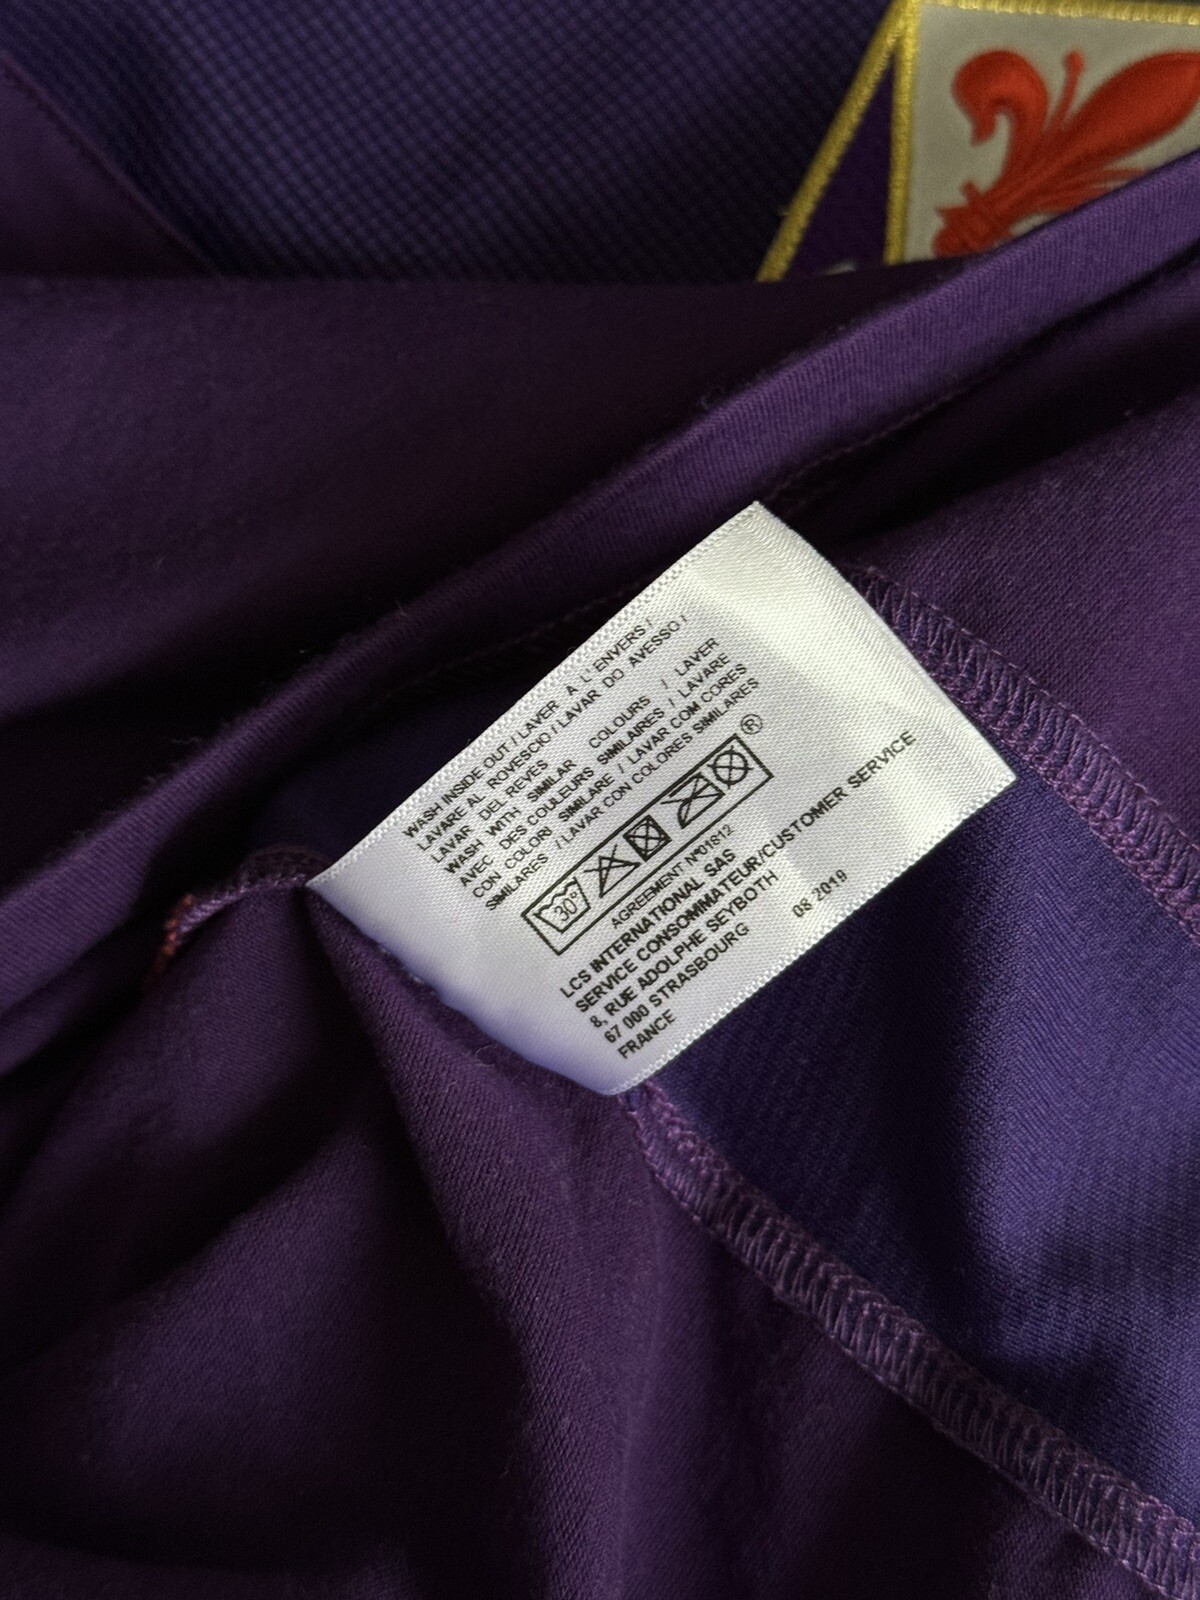 WASH INSIDE OUT / LAVER A L'ENVERS /
LAVARE AL ROVESCIO / LAVAR DO AVESSO /
LAVAR DEL REVES
WASH WITH SIMILAR COLOURS / LAVER
AVEC DES COULEURS SIMILAIRES / LAVARE
CON COLORI SIMILARE / LAVAR COM CORES
SIMILARES / LAVAR CON COLORES SIMILARES
30° ®
AGREEMENT N°01812
LCS INTERNATIONAL SAS
SERVICE CONSOMMATEUR/CUSTOMER SERVICE
8, RUE ADOLPHE SEYBOTH
67 000 STRASBOURG 08 2019
FRANCE